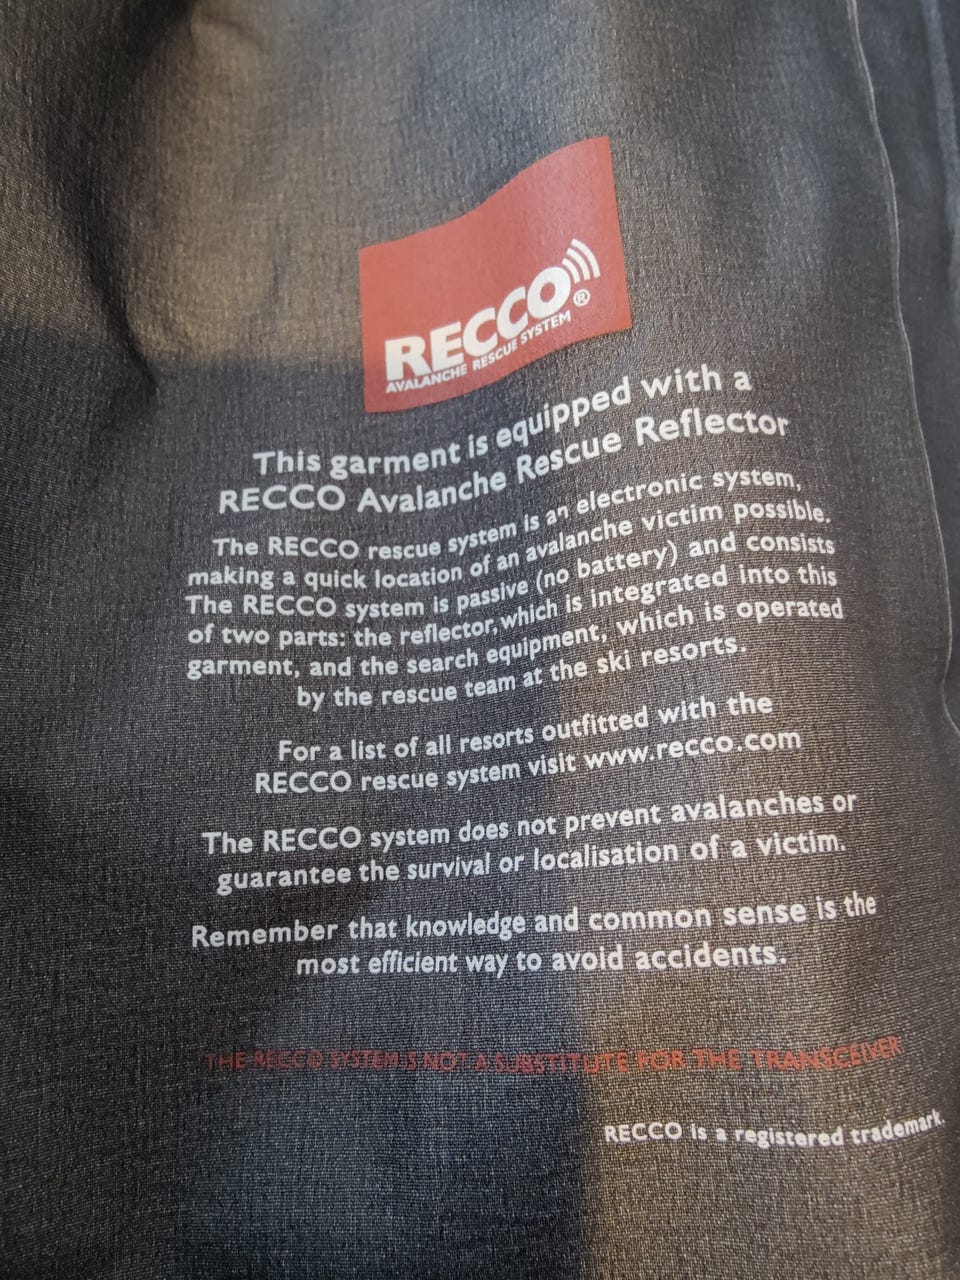 RECCO®
AVALANCHE RESCUE SYSTEM
This garment is equipped with a
RECCO Avalanche Rescue Reflector
The RECCO rescue system is an electronic system,
making a quick location of an avalanche victim possible.
The RECCO system is passive (no battery) and consists
of two parts: the reflector, which is integrated into this
garment, and the search equipment, which is operated
by the rescue team at the ski resorts.
For a list of all resorts outfitted with the
RECCO rescue system visit www.recco.com
The RECCO system does not prevent avalanches or
guarantee the survival or localisation of a victim.
Remember that knowledge and common sense is the
most efficient way to avoid accidents.
THE RECCO SYSTEM IS NOT A SUBSTITUTE FOR THE TRANSCEIVER
RECCO is a registered trademark.